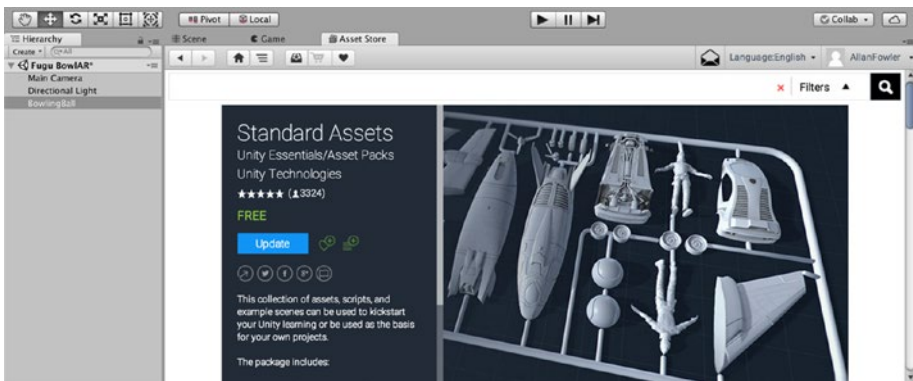 Pivot Local Collab
Hierarchy Scene Game Asset Store
Create All
Fugu BowlAR* Language:English AllanFowler
Main Camera
Directional Light
BowlingBall
Filters
Standard Assets
Unity Essentials/Asset Packs
Unity Technologies
(3324)
FREE
Update
This collection of assets, scripts, and
example scenes can be used to kickstart
your Unity learning or be used as the basis
for your own projects.
The package includes: